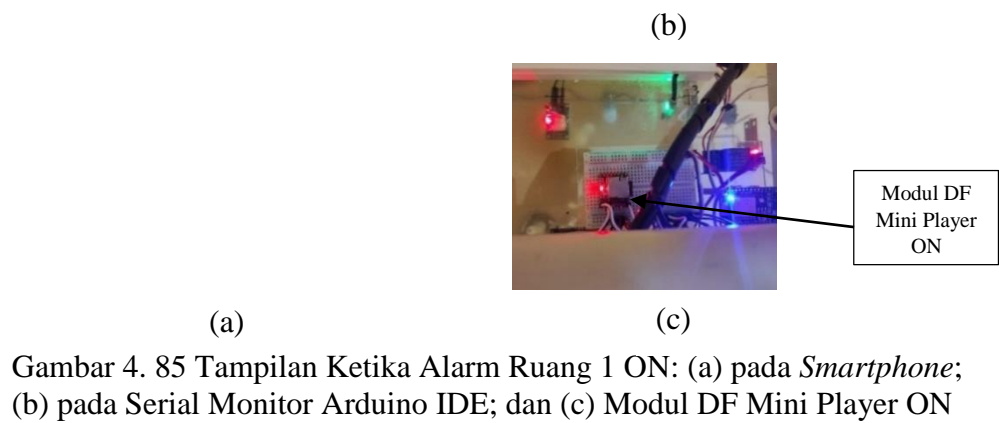 (b)
Modul DF
Mini Player
ON
(a)
(c)
Gambar 4. 85 Tampilan Ketika Alarm Ruang 1 ON: (a) pada Smartphone;
(b) pada Serial Monitor Arduino IDE; dan (c) Modul DF Mini Player ON